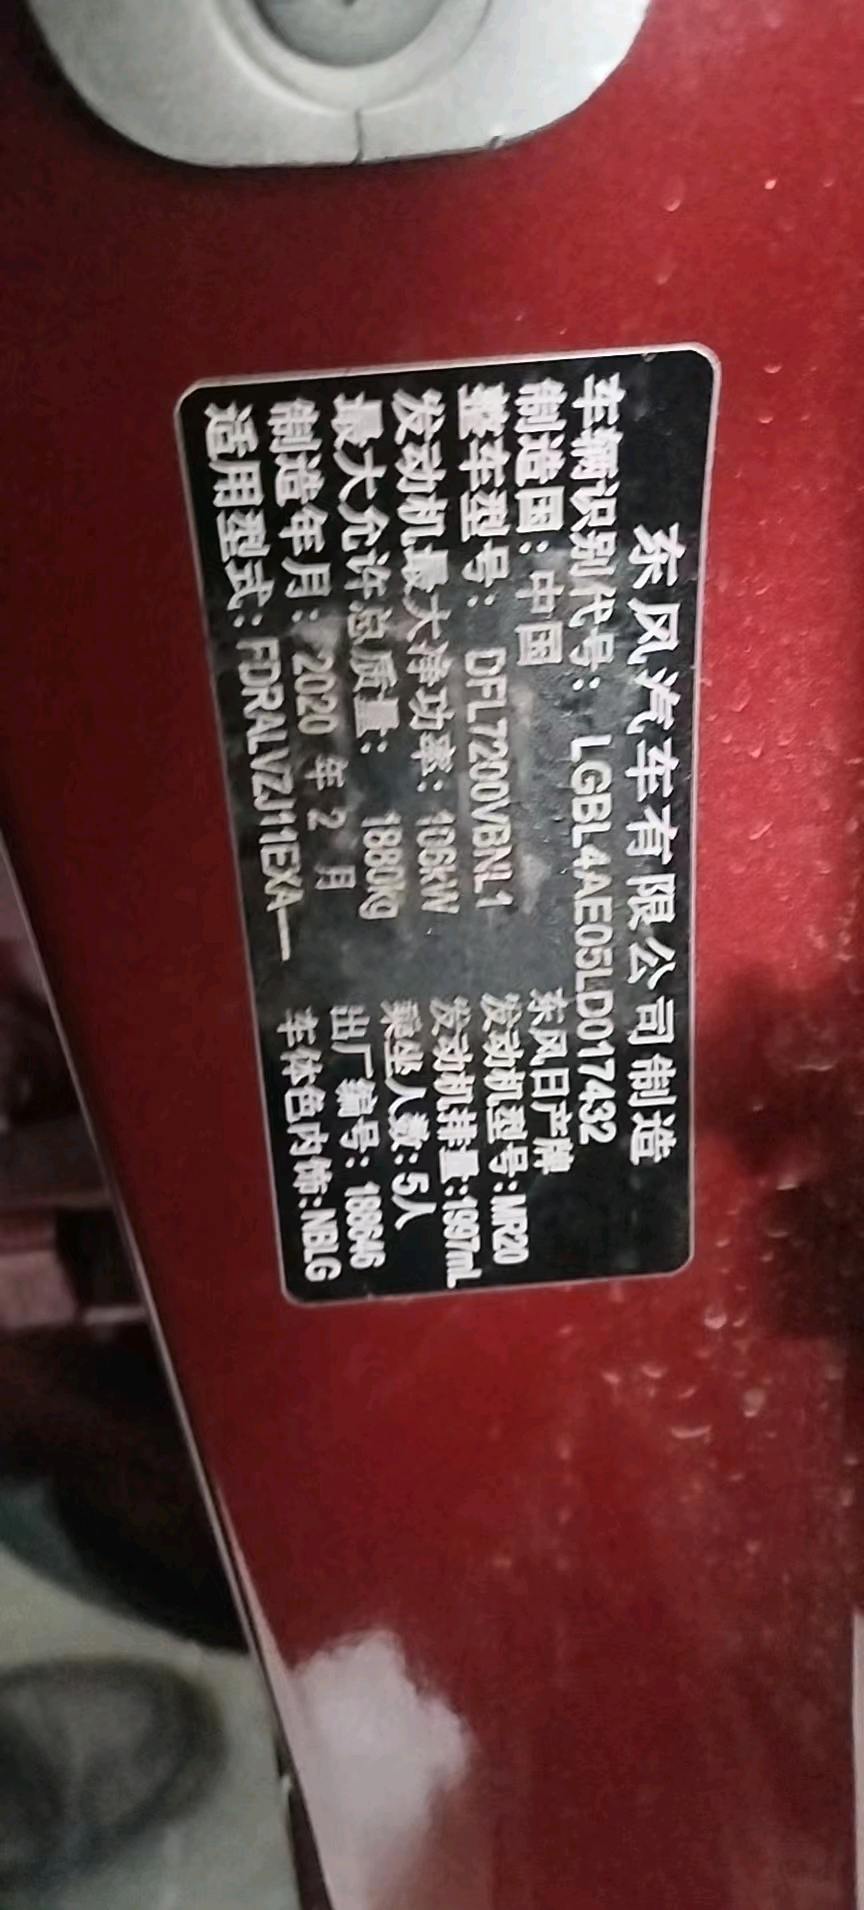 东风汽车有限公司制造
车辆识别代号: LGBL4AE05LD017432
制造国: 中国 东风日产牌
整车型号: DFL7200VBNL1 发动机型号: MR20
发动机最大净功率: 106kW 发动机排量: 1997mL
最大允许总质量: 1880kg 乘坐人数: 5人
制造年月: 2020 年 2 月 出厂编号: 188646
适用型式: FDRALVZJ11EXA— 车体色内饰: NBLG